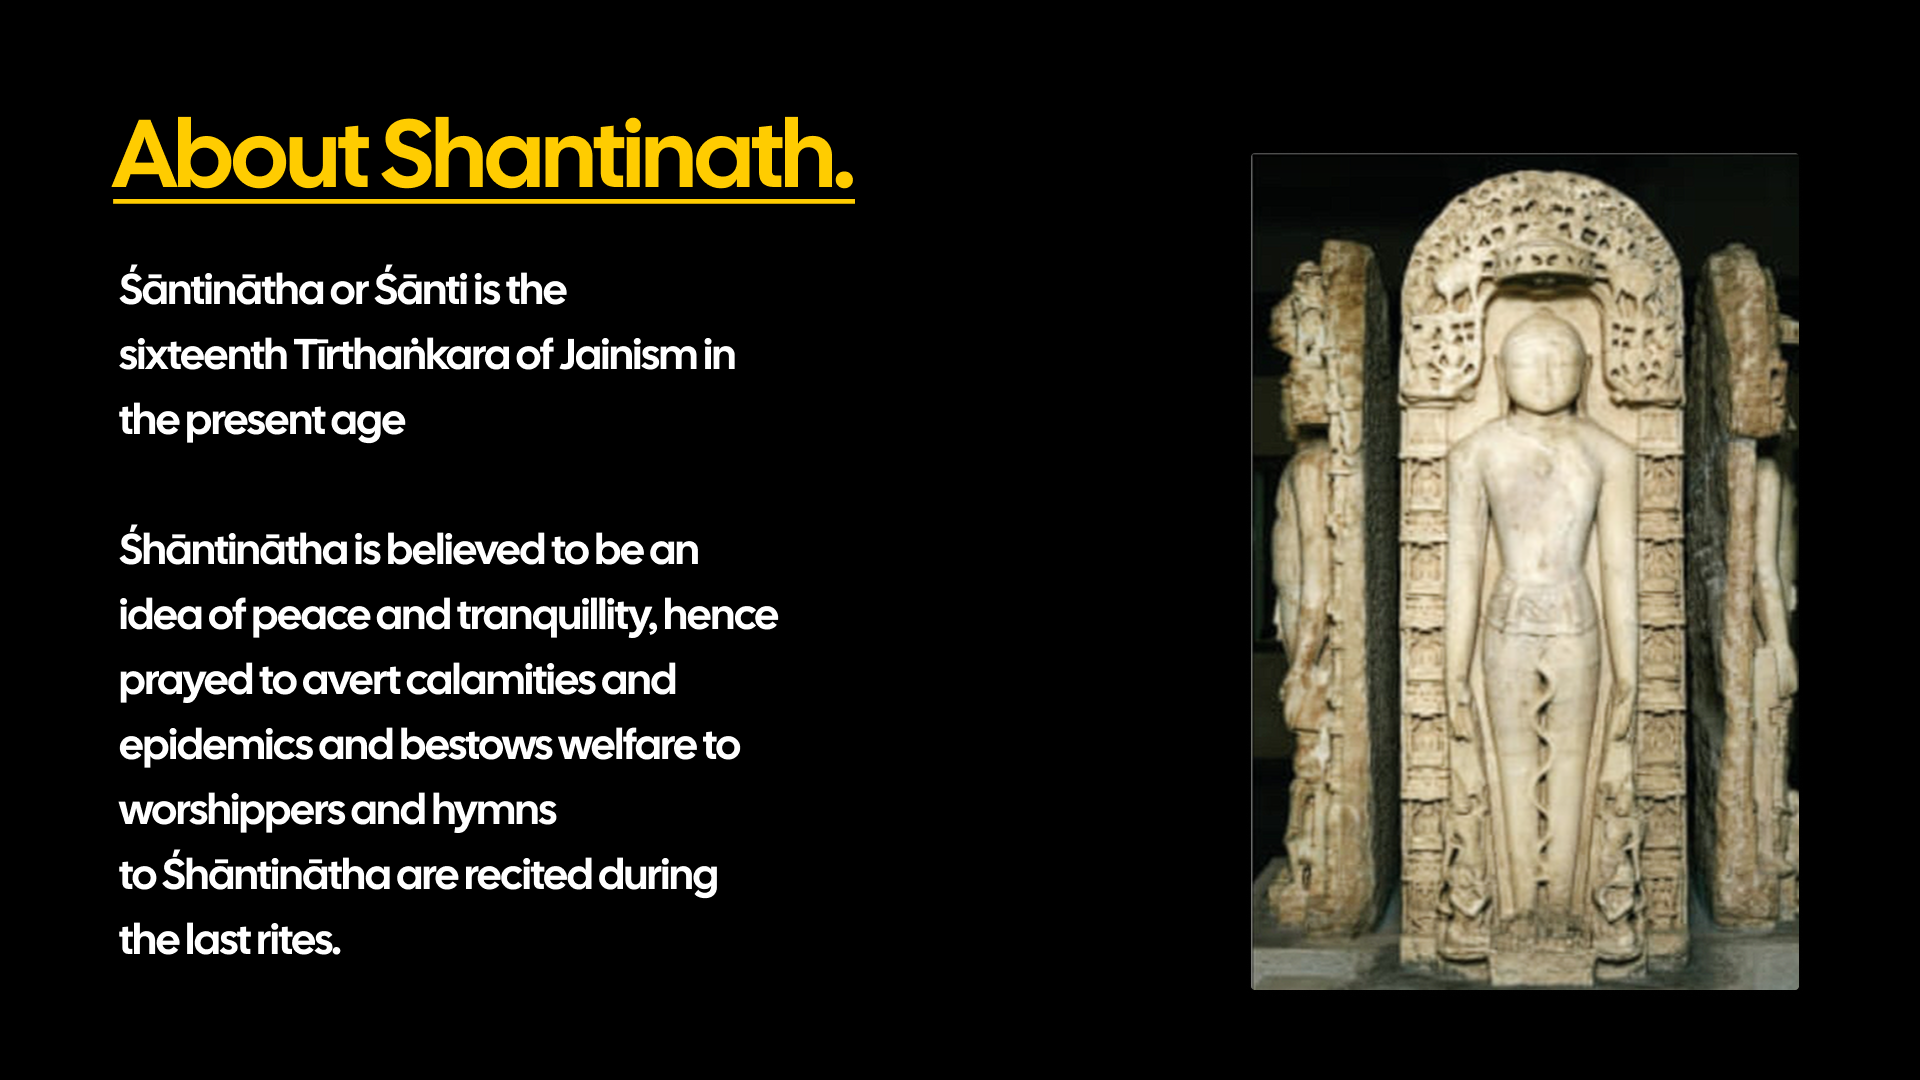 About Shantinath.
Śāntinātha or Śānti is the
sixteenth Tīrthaṅkara of Jainism in
the present age
Śhāntinātha is believed to be an
idea of peace and tranquillity, hence
prayed to avert calamities and
epidemics and bestows welfare to
worshippers and hymns
to Śhāntinātha are recited during
the last rites.